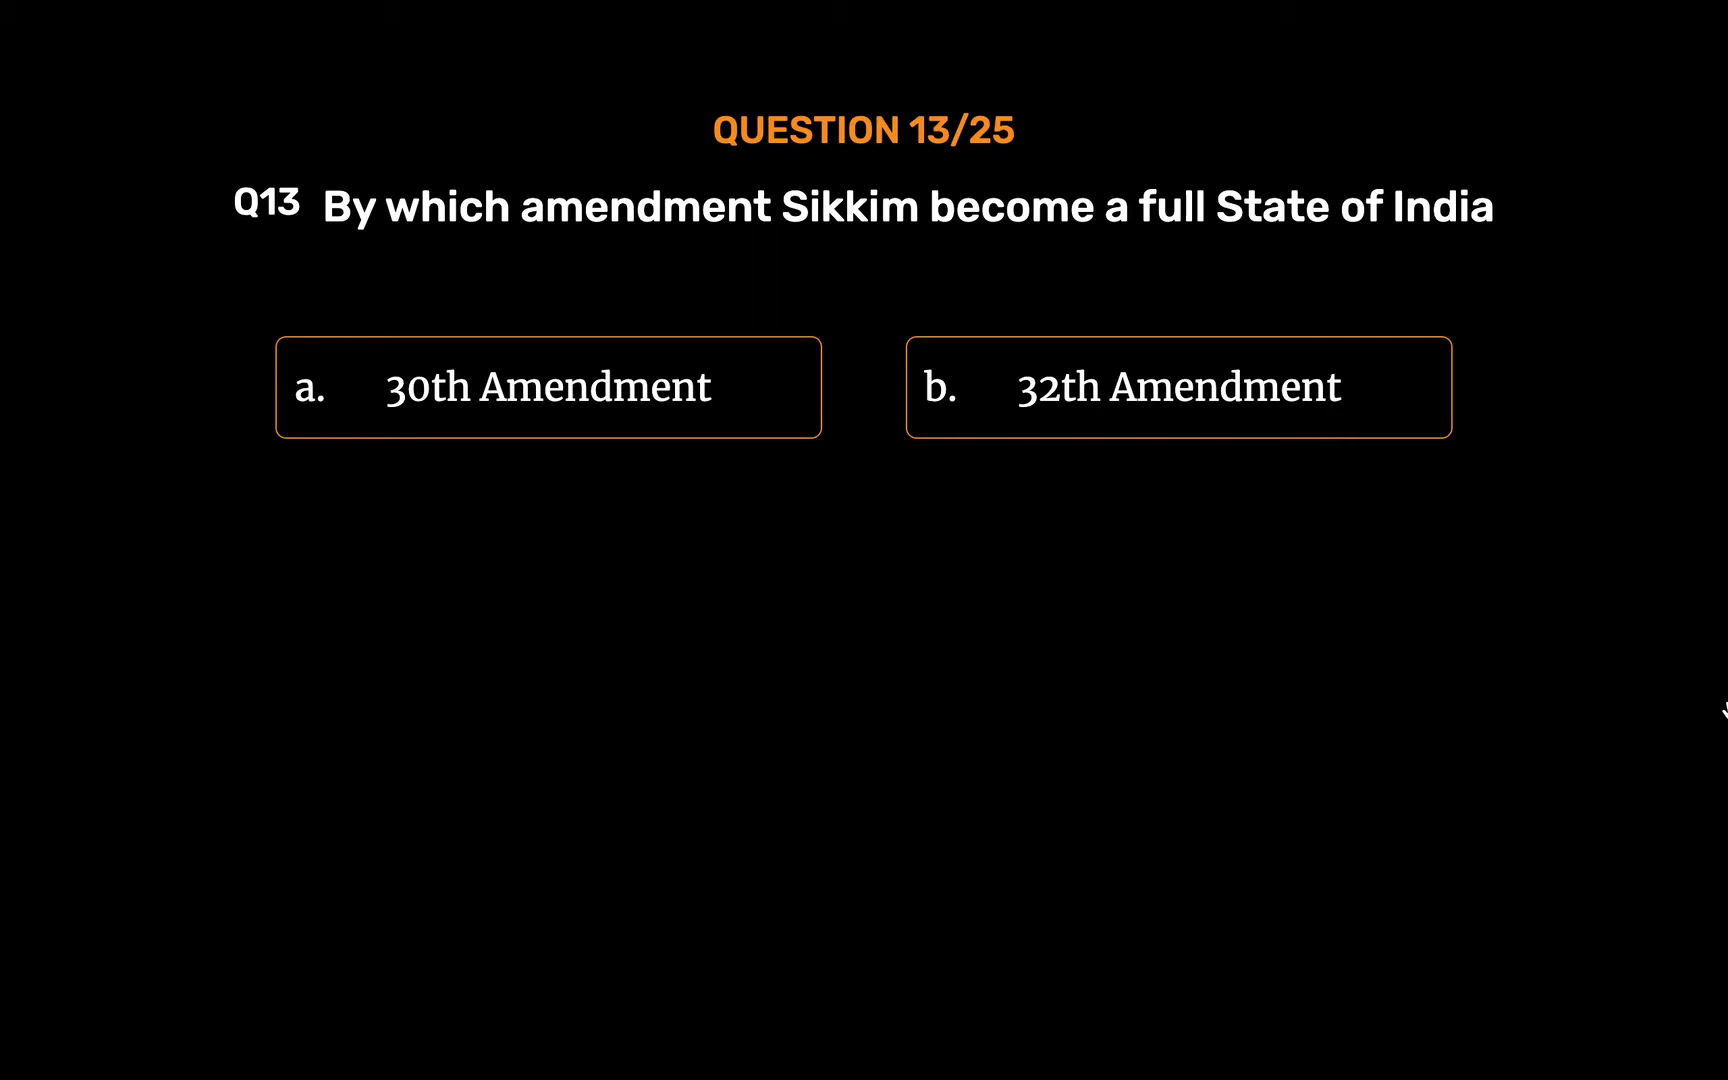 QUESTION 13/25
Q13 By which amendment Sikkim become a full State of India
a. 30th Amendment
b. 32th Amendment